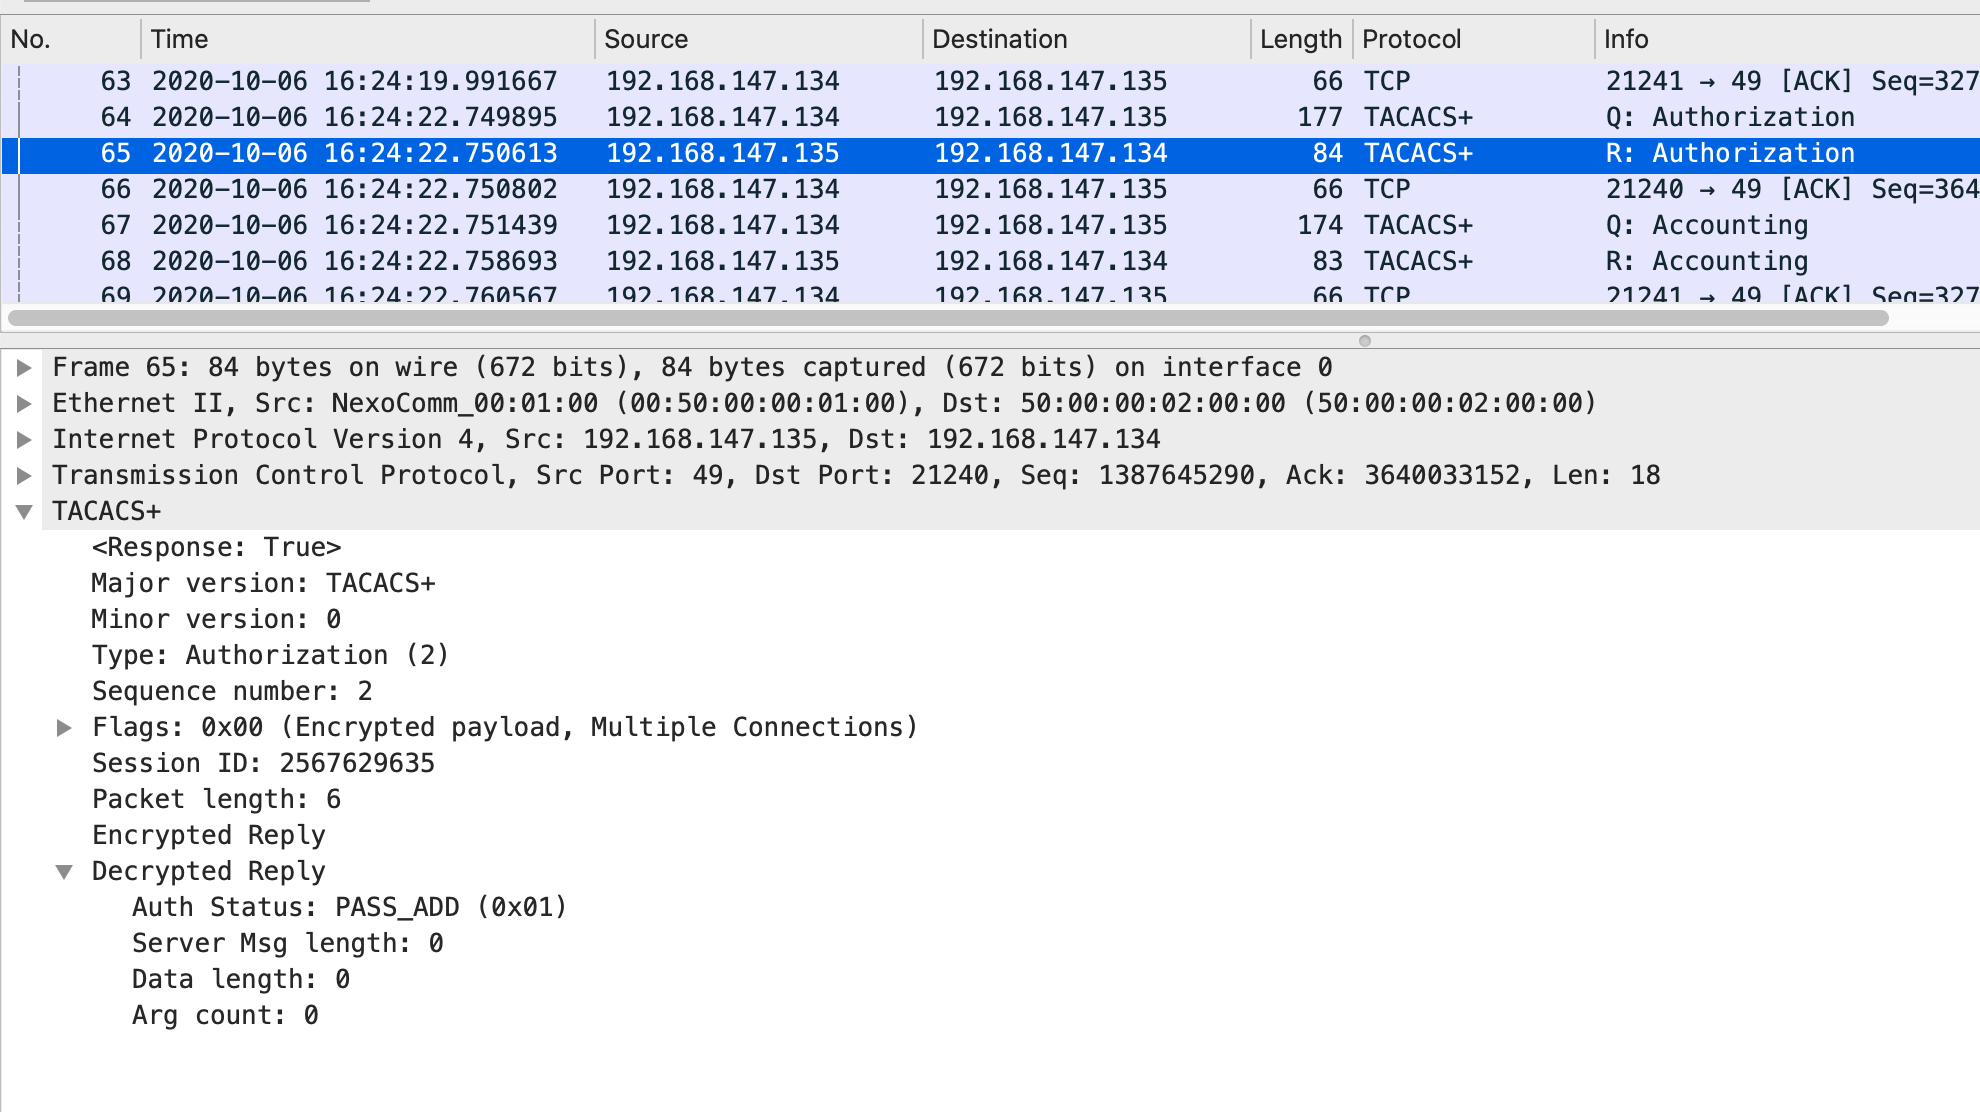 No. Time Source Destination Length Protocol Info
63 2020-10-06 16:24:19.991667 192.168.147.134 192.168.147.135 66 TCP 21241 → 49 [ACK] Seq=327
64 2020-10-06 16:24:22.749895 192.168.147.134 192.168.147.135 177 TACACS+ Q: Authorization
65 2020-10-06 16:24:22.750613 192.168.147.135 192.168.147.134 84 TACACS+ R: Authorization
66 2020-10-06 16:24:22.750802 192.168.147.134 192.168.147.135 66 TCP 21240 → 49 [ACK] Seq=364
67 2020-10-06 16:24:22.751439 192.168.147.134 192.168.147.135 174 TACACS+ Q: Accounting
68 2020-10-06 16:24:22.758693 192.168.147.135 192.168.147.134 83 TACACS+ R: Accounting
69 2020-10-06 16:24:22.760567 192.168.147.134 192.168.147.135 66 TCP 21241 → 49 [ACK] Seq=327
Frame 65: 84 bytes on wire (672 bits), 84 bytes captured (672 bits) on interface 0
Ethernet II, Src: NexoComm_00:01:00 (00:50:00:00:01:00), Dst: 50:00:00:02:00:00 (50:00:00:02:00:00)
Internet Protocol Version 4, Src: 192.168.147.135, Dst: 192.168.147.134
Transmission Control Protocol, Src Port: 49, Dst Port: 21240, Seq: 1387645290, Ack: 3640033152, Len: 18
TACACS+
<Response: True>
Major version: TACACS+
Minor version: 0
Type: Authorization (2)
Sequence number: 2
Flags: 0x00 (Encrypted payload, Multiple Connections)
Session ID: 2567629635
Packet length: 6
Encrypted Reply
Decrypted Reply
Auth Status: PASS_ADD (0x01)
Server Msg length: 0
Data length: 0
Arg count: 0